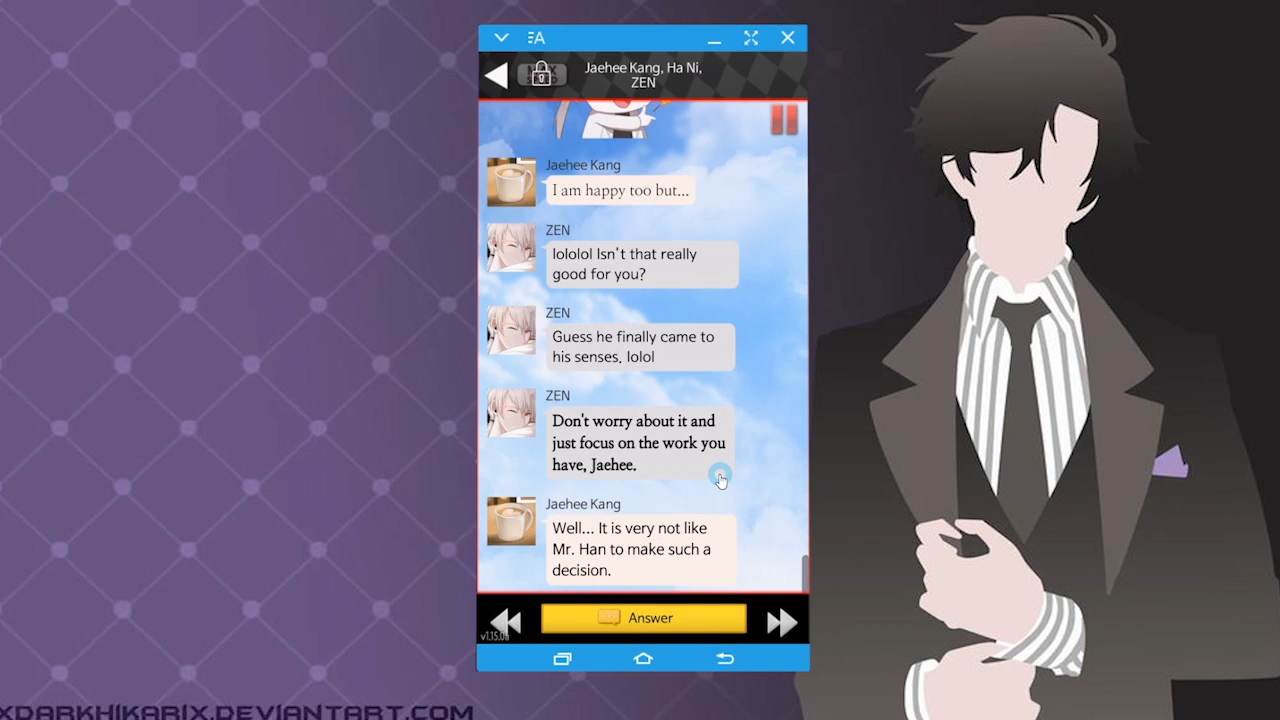 Jaehee Kang, Ha Ni,
ZEN
Jaehee Kang
I am happy too but...
ZEN
lololol Isn't that really
good for you?
ZEN
Guess he finally came to
his senses, lolol
ZEN
Don't worry about it and
just focus on the work you
have, Jaehee.
Jaehee Kang
Well... It is very not like
Mr. Han to make such a
decision.
Answer
XDARKHIKARIX.DEVIANTART.COM